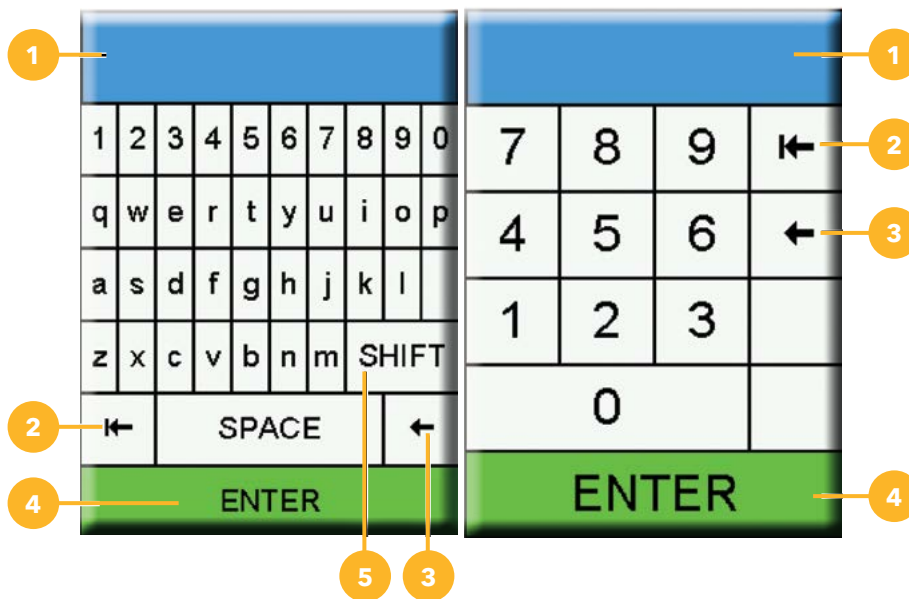 1
1 2 3 4 5 6 7 8 9 0
q w e r t y u i o p
a s d f g h j k l
z x c v b n m SHIFT
2
SPACE
4
ENTER
5
3
1
7 8 9
2
4 5 6
3
1 2 3
0
ENTER
4